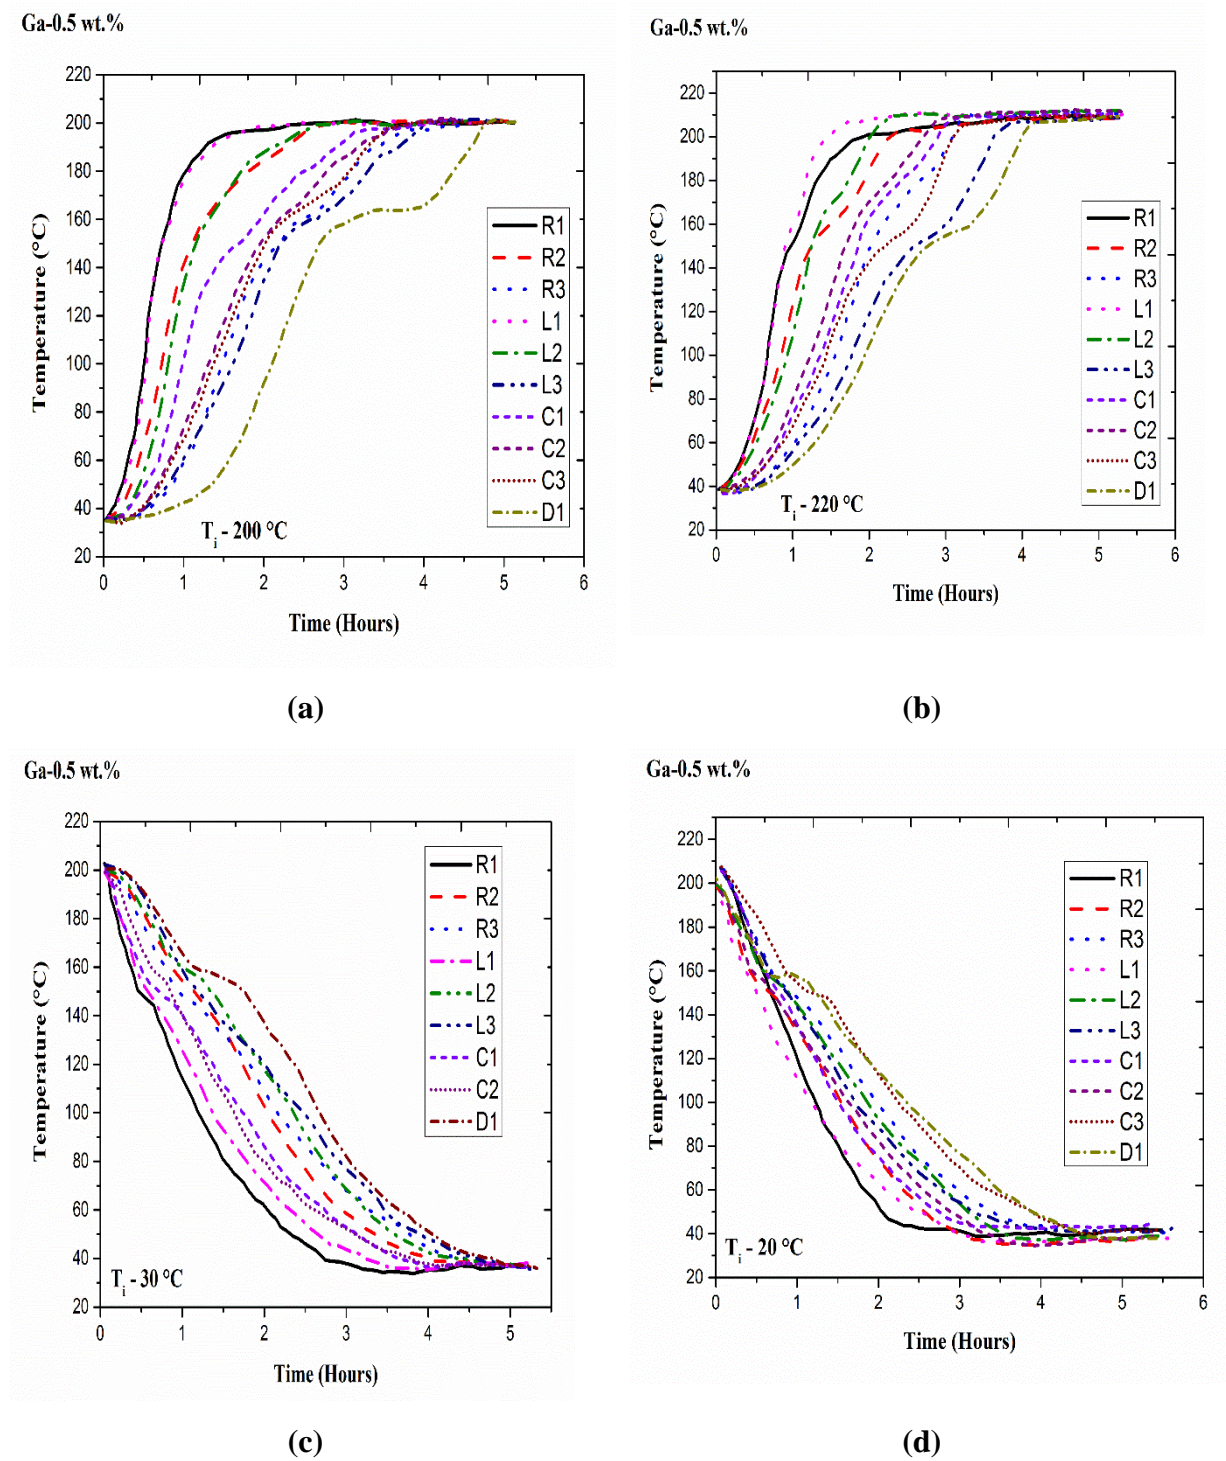 Ga-0.5 wt.%
220
200
180
160
140
120
100
80
60
40
20
Temperature (°C)
R1
R2
R3
L1
L2
L3
C1
C2
C3
D1
T_i - 200 °C
0 1 2 3 4 5 6
Time (Hours)
(a)
Ga-0.5 wt.%
220
200
180
160
140
120
100
80
60
40
20
Temperature (°C)
R1
R2
R3
L1
L2
L3
C1
C2
C3
D1
T_i - 220 °C
0 1 2 3 4 5 6
Time (Hours)
(b)
Ga-0.5 wt.%
220
200
180
160
140
120
100
80
60
40
20
Temperature (°C)
R1
R2
R3
L1
L2
L3
C1
C2
D1
T_i - 30 °C
0 1 2 3 4 5
Time (Hours)
(c)
Ga-0.5 wt.%
220
200
180
160
140
120
100
80
60
40
20
Temperature (°C)
R1
R2
R3
L1
L2
L3
C1
C2
C3
D1
T_i - 20 °C
0 1 2 3 4 5 6
Time (Hours)
(d)